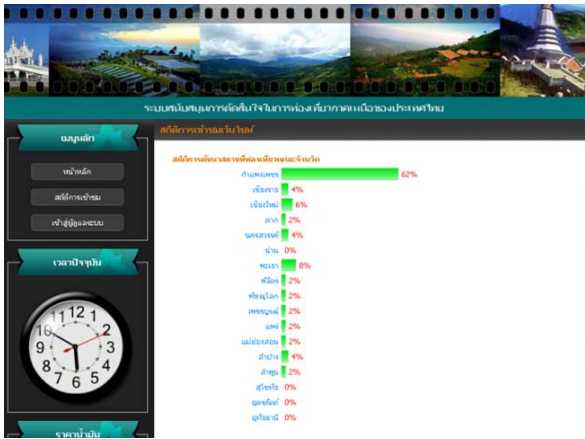 ระบบสนับสนุนการตัดสินใจในการท่องเที่ยวภาคเหนือของประเทศไทย
เมนูหลัก
หน้าหลัก
สถิติการเข้าชม
เข้าสู่ผู้ดูแลระบบ
เวลาปัจจุบัน
12
1
2
3
4
5
6
7
8
9
10
11
ราคาน้ำมัน
สถิติการเข้าชมเว็บไซต์
สถิติการค้นหาสถานที่ท่องเที่ยวแต่ละจังหวัด
กำแพงเพชร 62%
เชียงราย 4%
เชียงใหม่ 6%
ตาก 2%
นครสวรรค์ 4%
น่าน 0%
พะเยา 8%
พิจิตร 2%
พิษณุโลก 2%
เพชรบูรณ์ 2%
แพร่ 2%
แม่ฮ่องสอน 2%
ลำปาง 4%
ลำพูน 2%
สุโขทัย 0%
อุตรดิตถ์ 0%
อุทัยธานี 0%